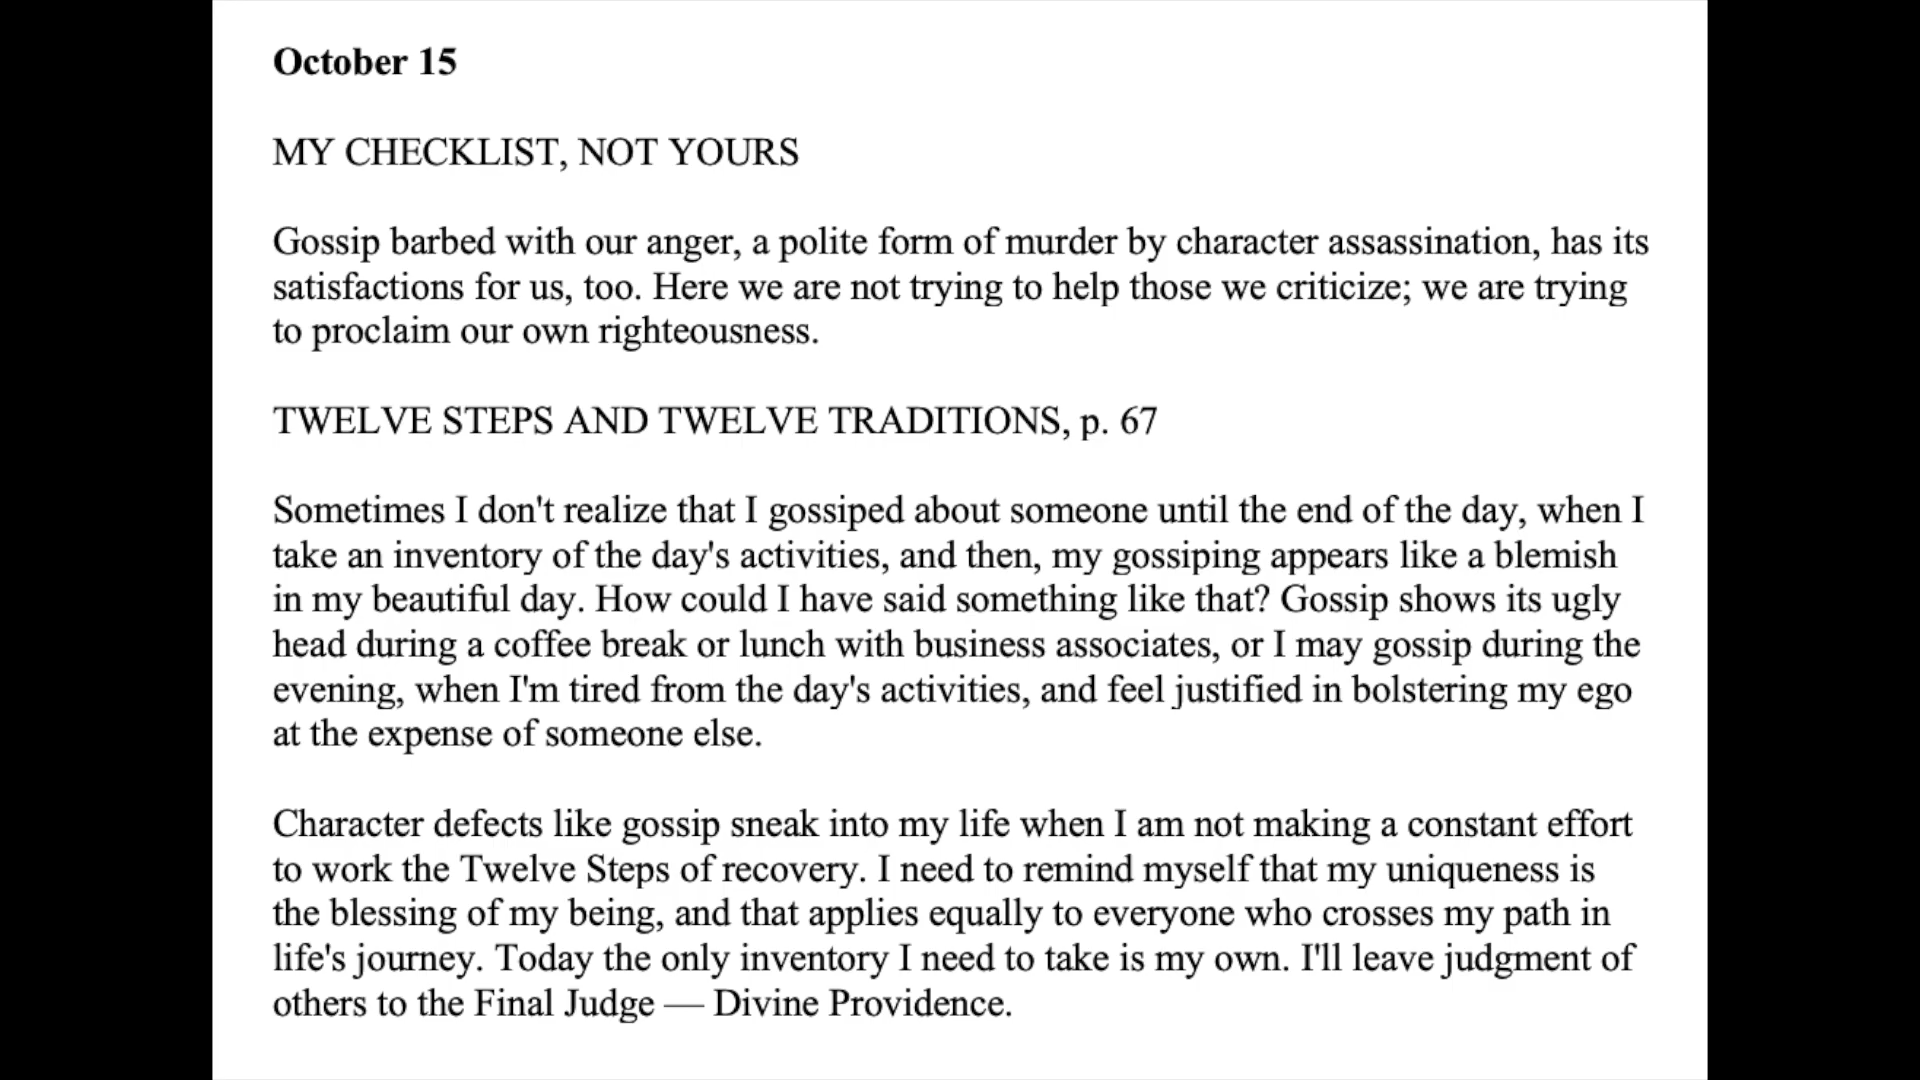 October 15
MY CHECKLIST, NOT YOURS
Gossip barbed with our anger, a polite form of murder by character assassination, has its
satisfactions for us, too. Here we are not trying to help those we criticize; we are trying
to proclaim our own righteousness.
TWELVE STEPS AND TWELVE TRADITIONS, p. 67
Sometimes I don't realize that I gossiped about someone until the end of the day, when I
take an inventory of the day's activities, and then, my gossiping appears like a blemish
in my beautiful day. How could I have said something like that? Gossip shows its ugly
head during a coffee break or lunch with business associates, or I may gossip during the
evening, when I'm tired from the day's activities, and feel justified in bolstering my ego
at the expense of someone else.
Character defects like gossip sneak into my life when I am not making a constant effort
to work the Twelve Steps of recovery. I need to remind myself that my uniqueness is
the blessing of my being, and that applies equally to everyone who crosses my path in
life's journey. Today the only inventory I need to take is my own. I'll leave judgment of
others to the Final Judge — Divine Providence.